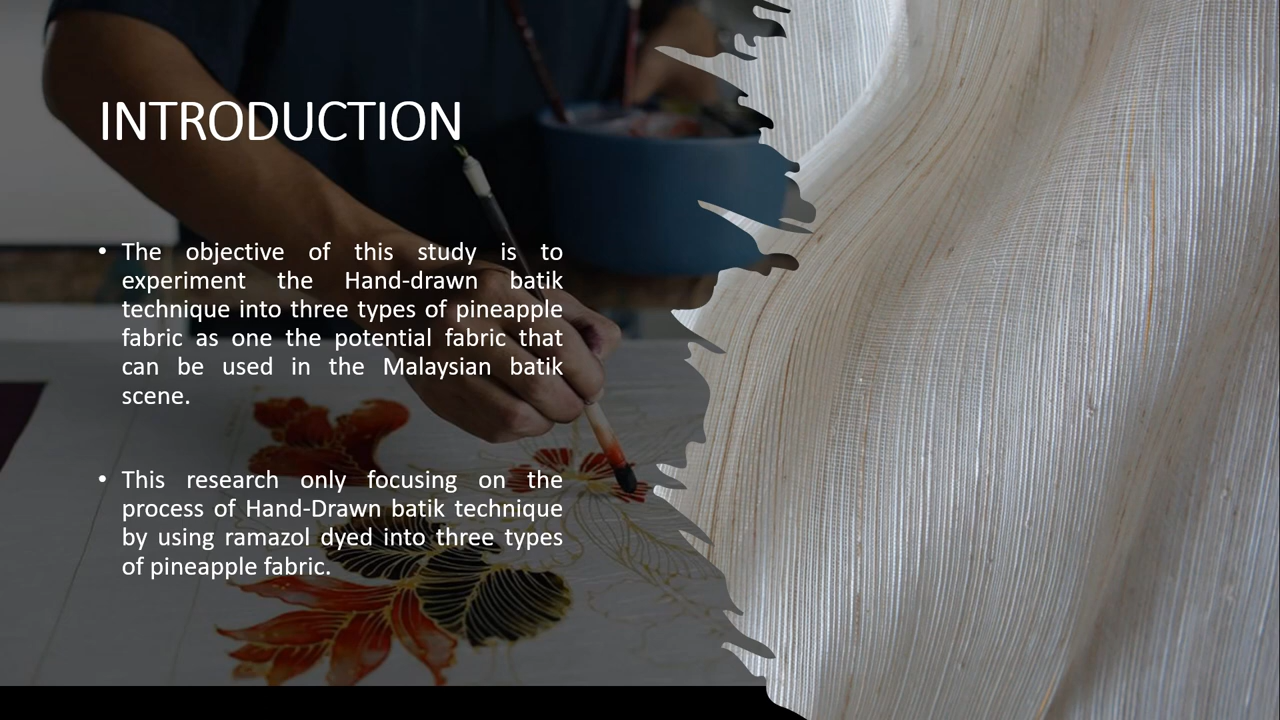 INTRODUCTION
• The objective of this study is to
experiment the Hand-drawn batik
technique into three types of pineapple
fabric as one the potential fabric that
can be used in the Malaysian batik
scene.
• This research only focusing on the
process of Hand-Drawn batik technique
by using ramazol dyed into three types
of pineapple fabric.